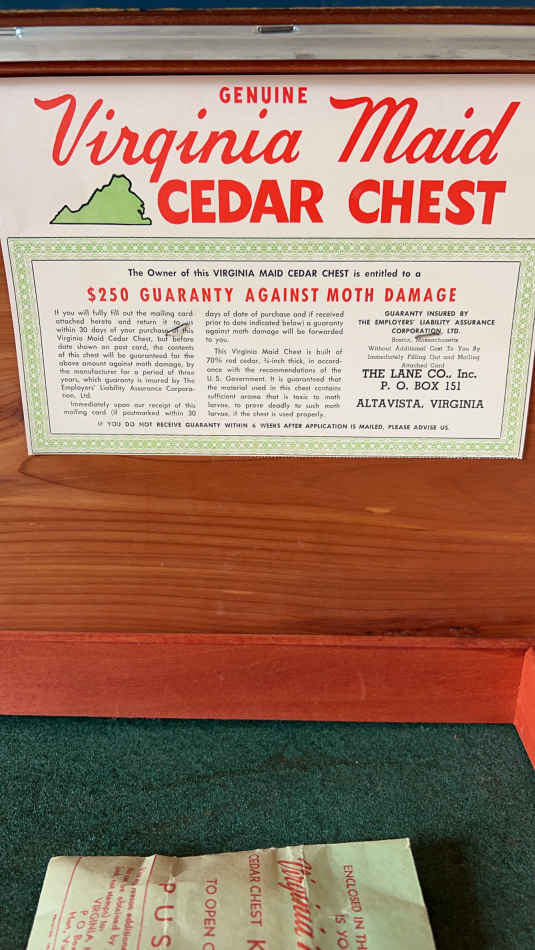 GENUINE
Virginia Maid
CEDAR CHEST
The Owner of this VIRGINIA MAID CEDAR CHEST is entitled to a
$250 GUARANTY AGAINST MOTH DAMAGE
If you will fully fill out the mailing card
attached hereto and return it to us
within 30 days of your purchase of this
Virginia Maid Cedar Chest, but before
date shown on post card, the contents
of this chest will be guaranteed for the
above amount against moth damage, by
the manufacturer for a period of three
years, which guaranty is insured by The
Employers' Liability Assurance Corpora-
tion, Ltd.
Immediately upon our receipt of this
mailing card (if postmarked within 30
days of date of purchase and if received
prior to date indicated below) a guaranty
against moth damage will be forwarded
to you.
This Virginia Maid Chest is built of
70% red cedar, ¾-inch thick, in accord-
ance with the recommendations of the
U.S. Government. It is guaranteed that
the material used in this chest contains
sufficient aroma that is toxic to moth
larvae, to prove deadly to such moth
larvae, if the chest is used properly.
GUARANTY INSURED BY
THE EMPLOYERS' LIABILITY ASSURANCE
CORPORATION, LTD.
Boston, Massachusetts
Without Additional Cost To You By
Immediately Filling Out and Mailing
Attached Card
THE LANE CO., Inc.
P. O. BOX 151
ALTAVISTA, VIRGINIA
IF YOU DO NOT RECEIVE GUARANTY WITHIN 6 WEEKS AFTER APPLICATION IS MAILED, PLEASE ADVISE US.
ENCLOSED IN TH
IS YO
Virginia
CEDAR CHEST K
TO OPEN C
PUS
additional
be obtained by
VIRGINIA
P. O. Bo